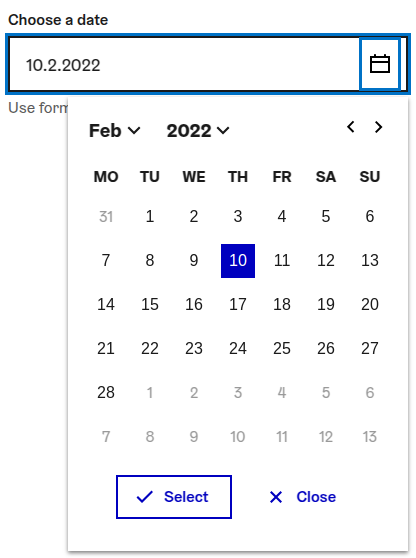 Choose a date
10.2.2022
Use form
Feb 2022
MO TU WE TH FR SA SU
31 1 2 3 4 5 6
7 8 9 10 11 12 13
14 15 16 17 18 19 20
21 22 23 24 25 26 27
28 1 2 3 4 5 6
7 8 9 10 11 12 13
Select Close